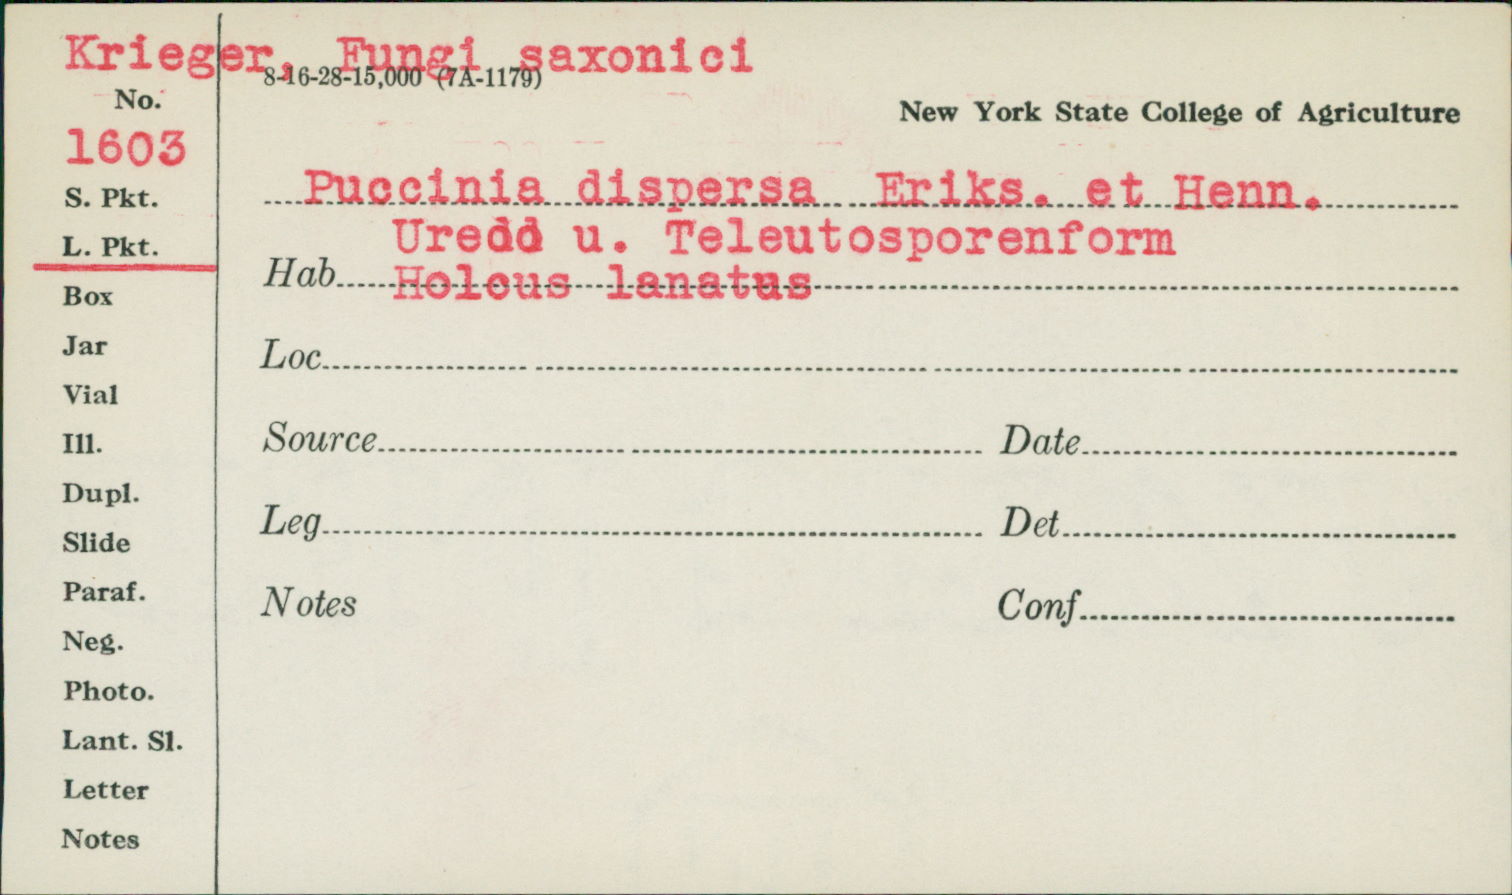 Krieger, Fungi saxonici
8-16-28-15,000 (7A-1179)
No.
New York State College of Agriculture
1603
Puccinia dispersa Eriks. et Henn.
S. Pkt.
Uredd u. Teleutosporenform
L. Pkt.
Hab. Holcus lanatus
Box
Jar
Loc.
Vial
Ill.
Source
Date
Dupl.
Leg.
Det.
Slide
Paraf.
Notes
Conf.
Neg.
Photo.
Lant. Sl.
Letter
Notes